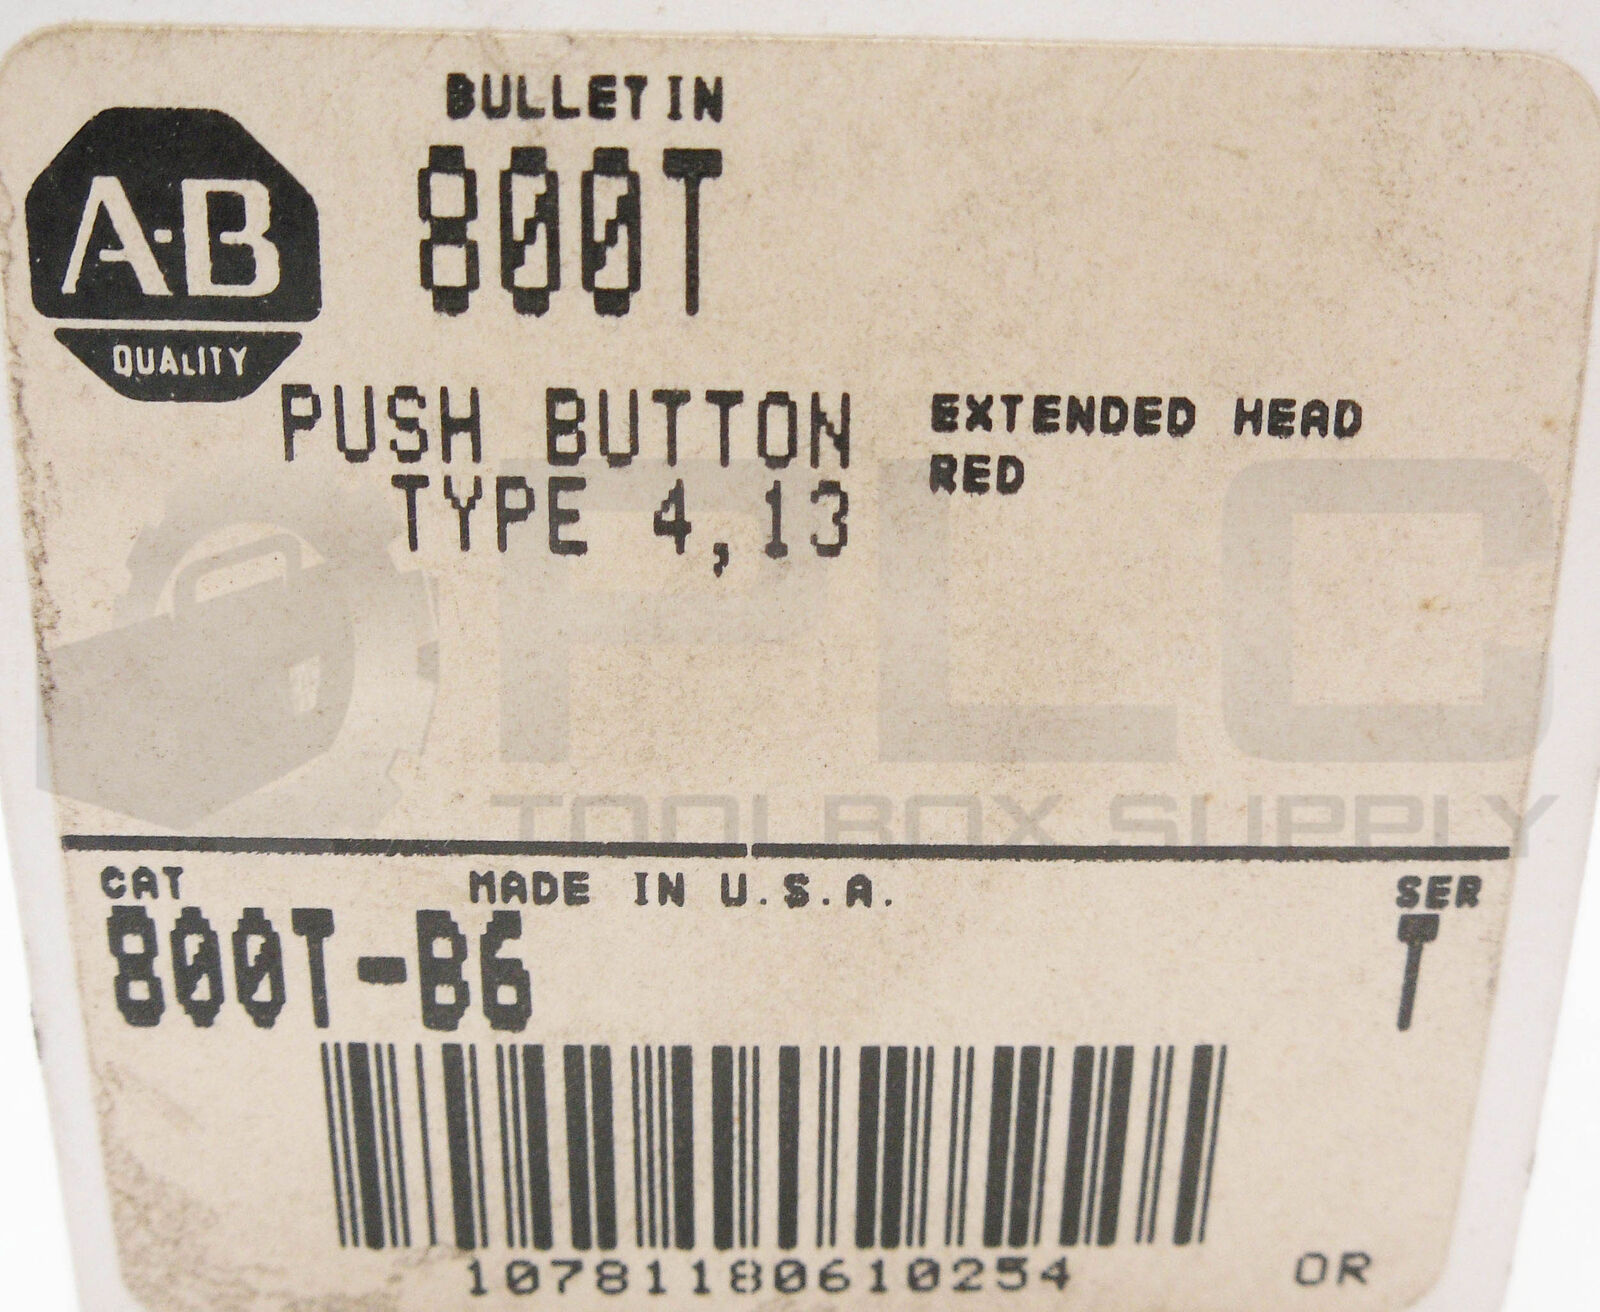 BULLETIN
800T
A-B
QUALITY
PUSH BUTTON
TYPE 4,13
EXTENDED HEAD
RED
PLC
TOOLBOX SUPPLY
CAT
MADE IN U.S.A.
SER
800T-B6
T
10781180610254
OR